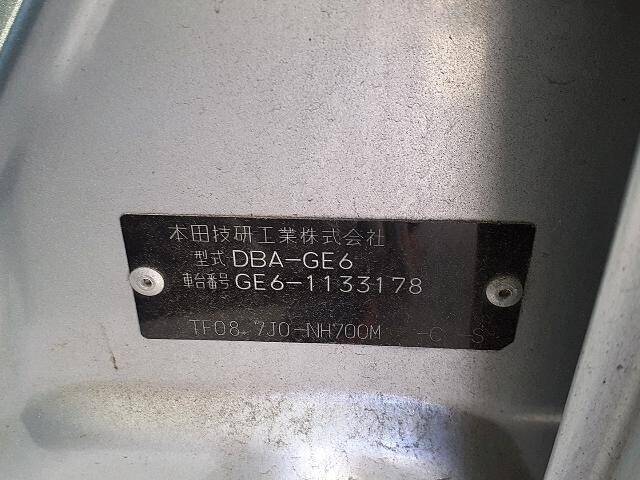 本田技研工業株式会社
型式 DBA-GE6
車台番号 GE6-1133178
TF08 7J0-NH700M -C -S